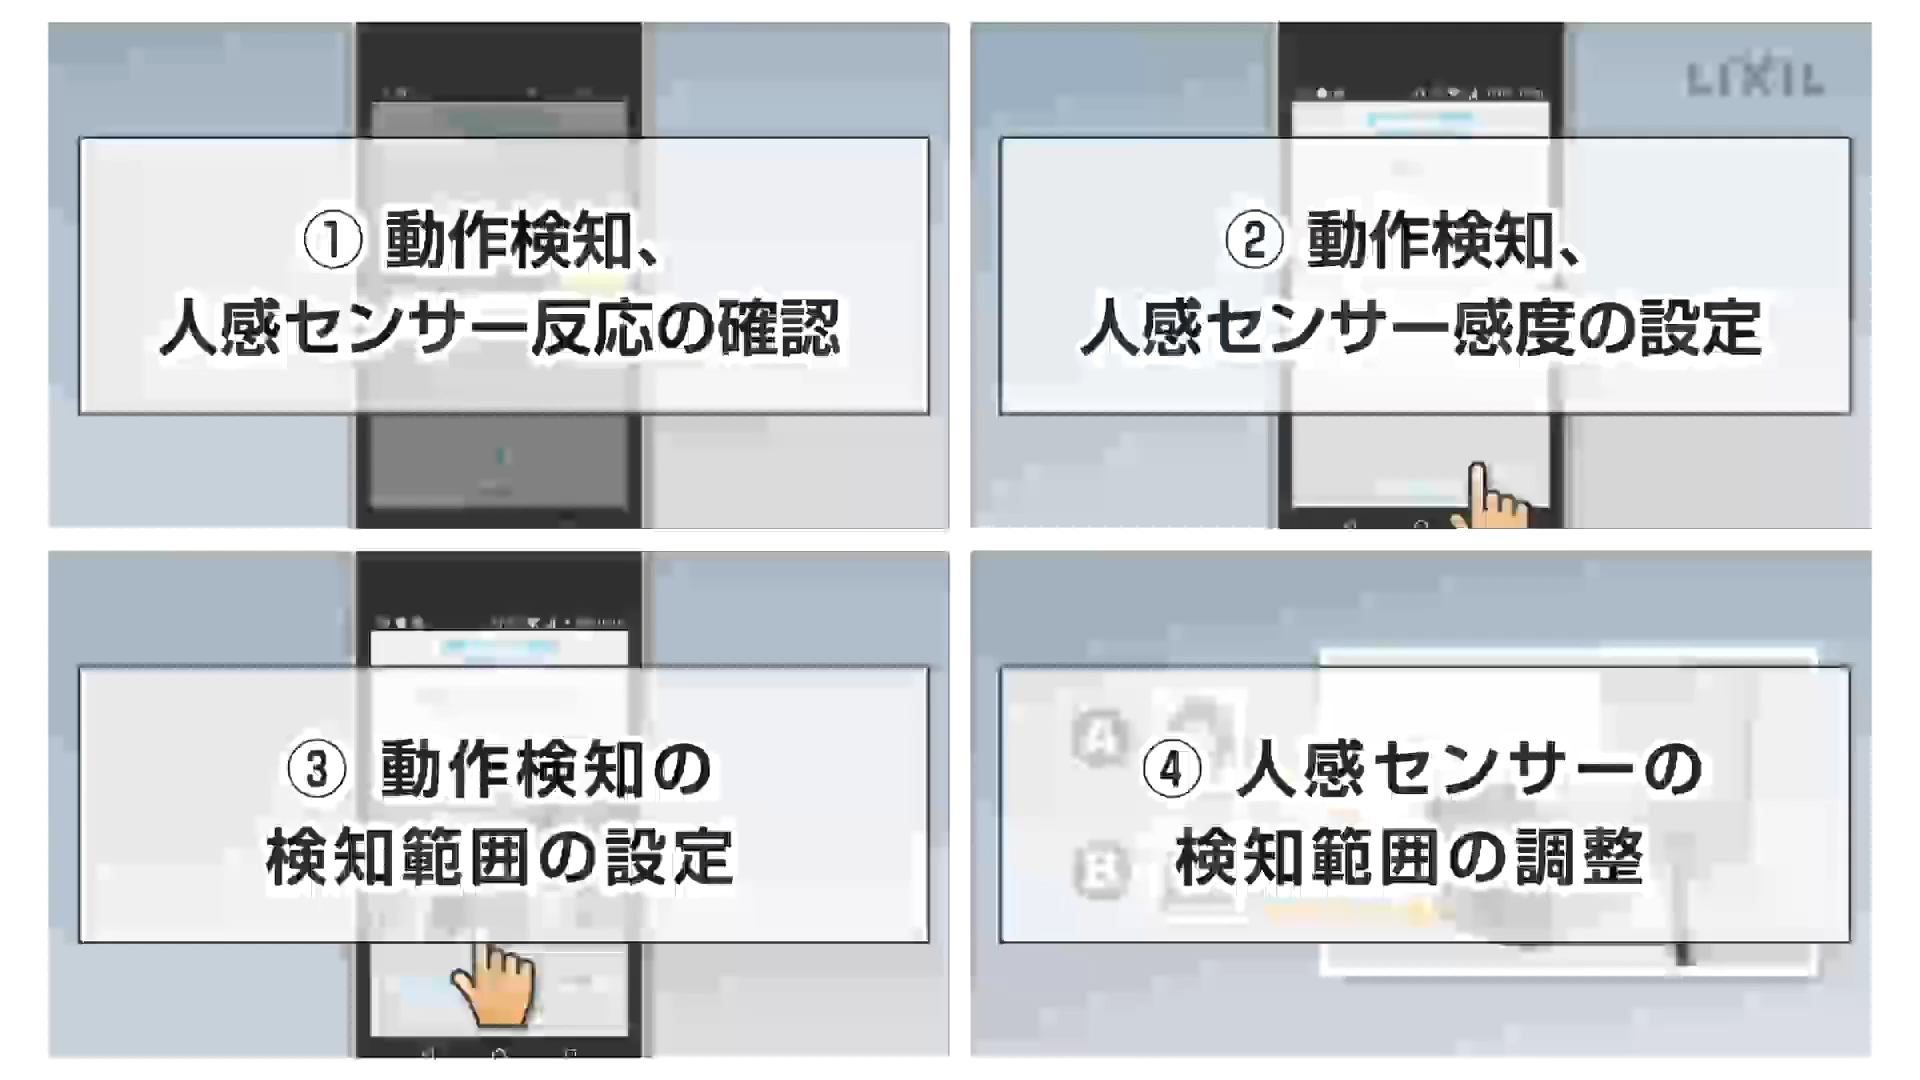 ① 動作検知、
人感センサー反応の確認
LIXIL
② 動作検知、
人感センサー感度の設定
③ 動作検知の
検知範囲の設定
A
④ 人感センサーの
検知範囲の調整
B